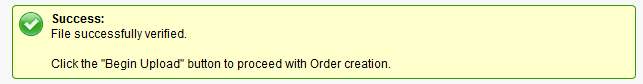 Success:
File successfully verified.
Click the "Begin Upload" button to proceed with Order creation.